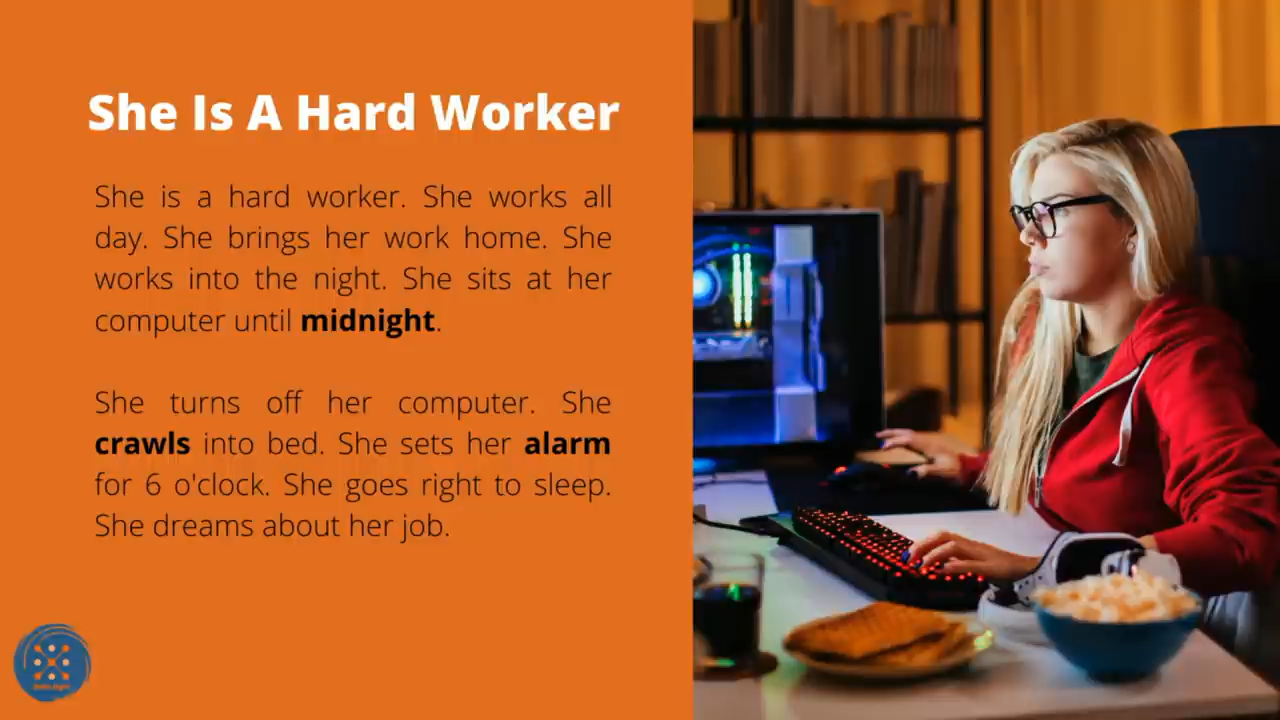 She Is A Hard Worker
She is a hard worker. She works all
day. She brings her work home. She
works into the night. She sits at her
computer until midnight.
She turns off her computer. She
crawls into bed. She sets her alarm
for 6 o'clock. She goes right to sleep.
She dreams about her job.